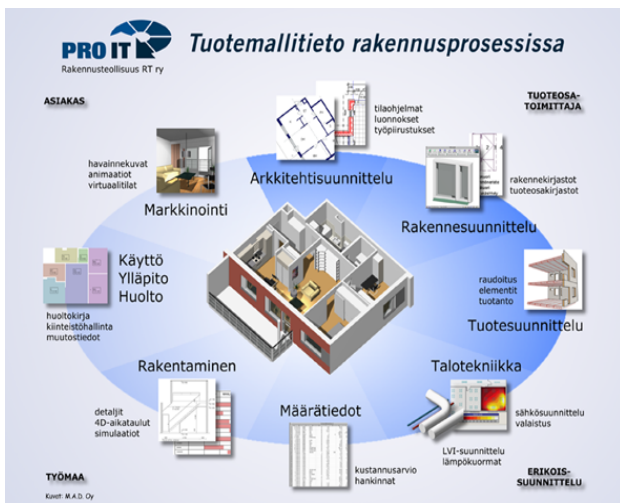 PRO IT
Rakennusteollisuus RT ry
Tuotemallitieto rakennusprosessissa
ASIAKAS
TUOTEOSA-
TOIMITTAJA
tilaohjelmat
luonnokset
työpiirustukset
Arkkitehtisuunnittelu
havainnekuvat
animaatiot
virtuaalitilat
Markkinointi
rakennekirjastot
tuoteosakirjastot
Rakennesuunnittelu
Käyttö
Ylläpito
Huolto
huoltokirja
kiinteistöhallinta
muutostiedot
raudoitus
elementit
tuotanto
Tuotesuunnittelu
Rakentaminen
detaljit
4D-aikataulut
simulaatiot
Määrätiedot
kustannusarvio
hankinnat
Talotekniikka
sähkösuunnittelu
valaistus
LVI-suunnittelu
lämpökuormat
TYÖMAA
ERIKOIS-
SUUNNITTELU
Kuvat: M.A.D. Oy